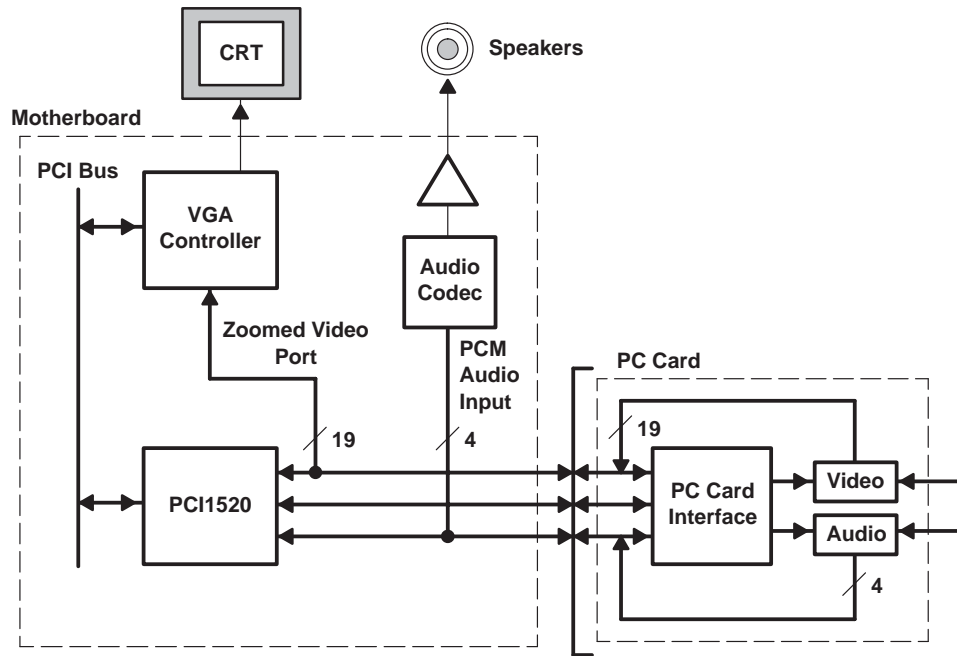 CRT
Speakers
Motherboard
PCI Bus
VGA
Controller
Audio
Codec
Zoomed Video
Port
PCM
Audio
Input
PC Card
19
4
19
PCI1520
PC Card
Interface
Video
Audio
4